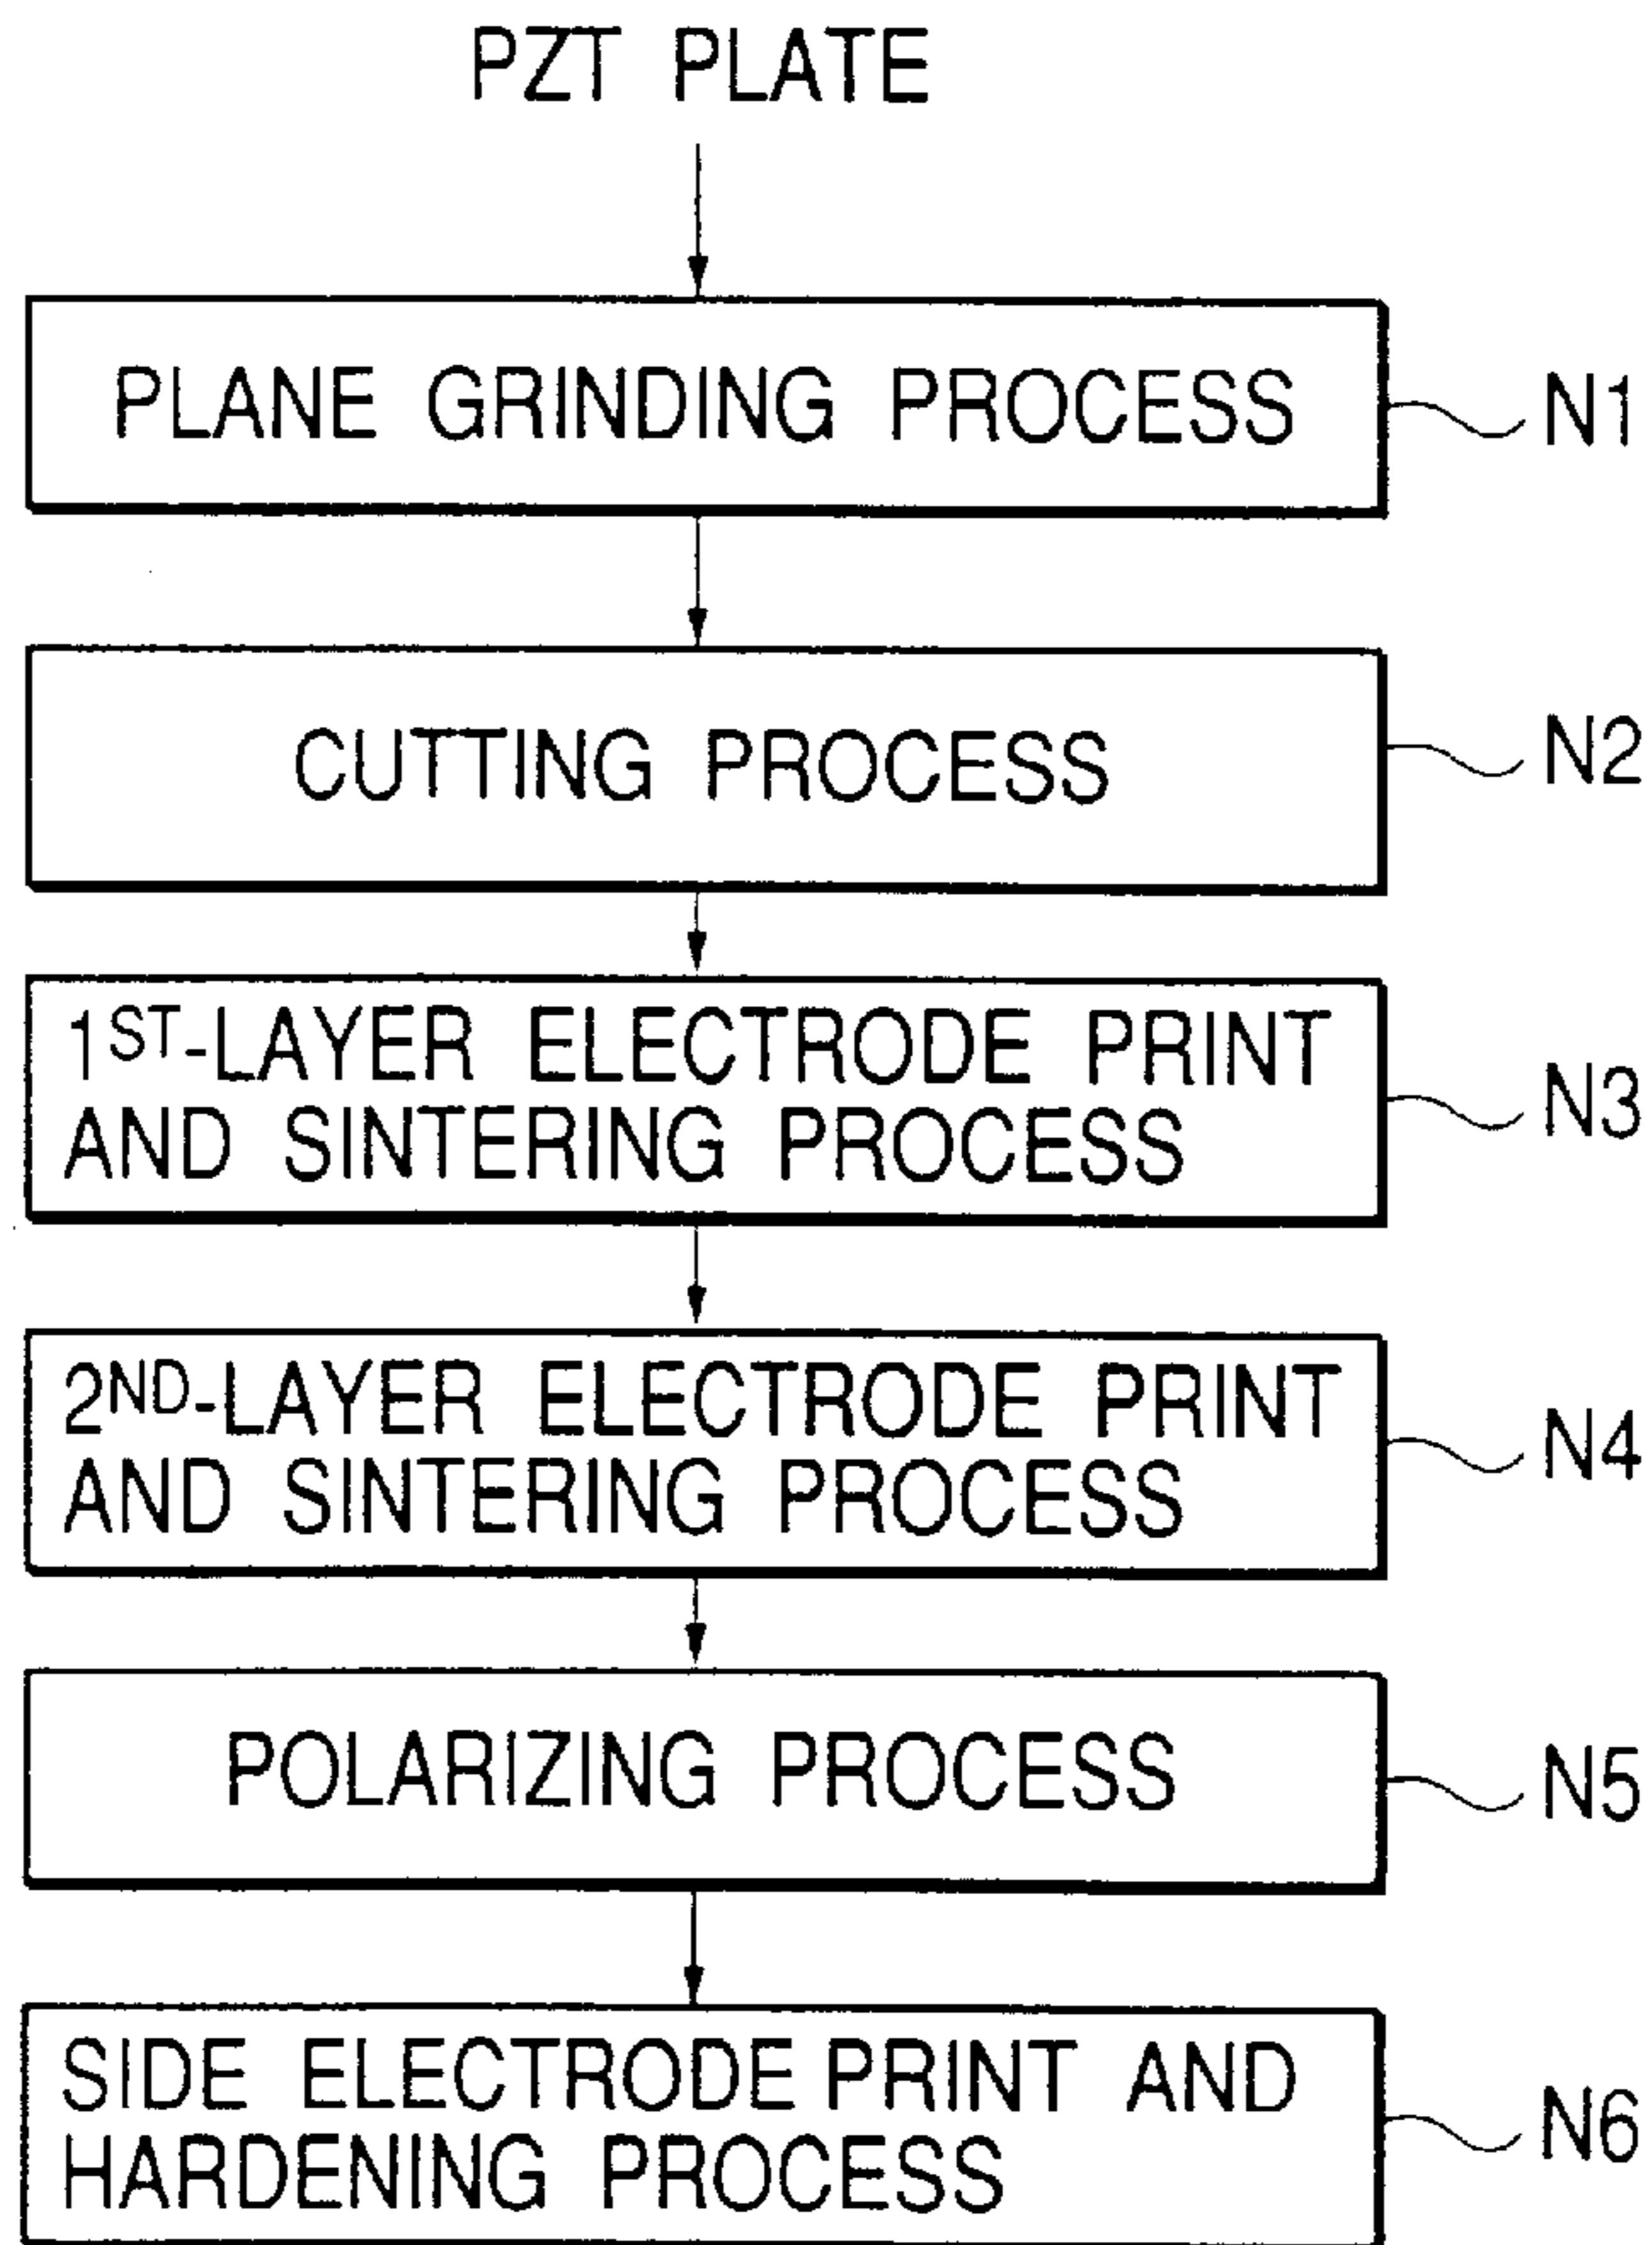 PZT PLATE
PLANE GRINDING PROCESS
N1
CUTTING PROCESS
N2
1ST-LAYER ELECTRODE PRINT
AND SINTERING PROCESS
N3
2ND-LAYER ELECTRODE PRINT
AND SINTERING PROCESS
N4
POLARIZING PROCESS
N5
SIDE ELECTRODE PRINT AND
HARDENING PROCESS
N6